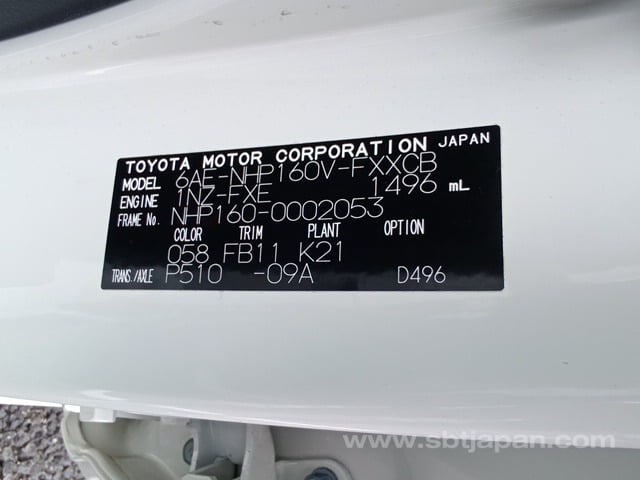 TOYOTA MOTOR CORPORATION JAPAN
MODEL 6AE-NHP160V-FXXCB
ENGINE 1NZ-FXE 1496 mL
FRAME No. NHP160-0002053
COLOR TRIM PLANT OPTION
058 FB11 K21
TRANS./AXLE P510 -09A D496
www.sbtjapan.com